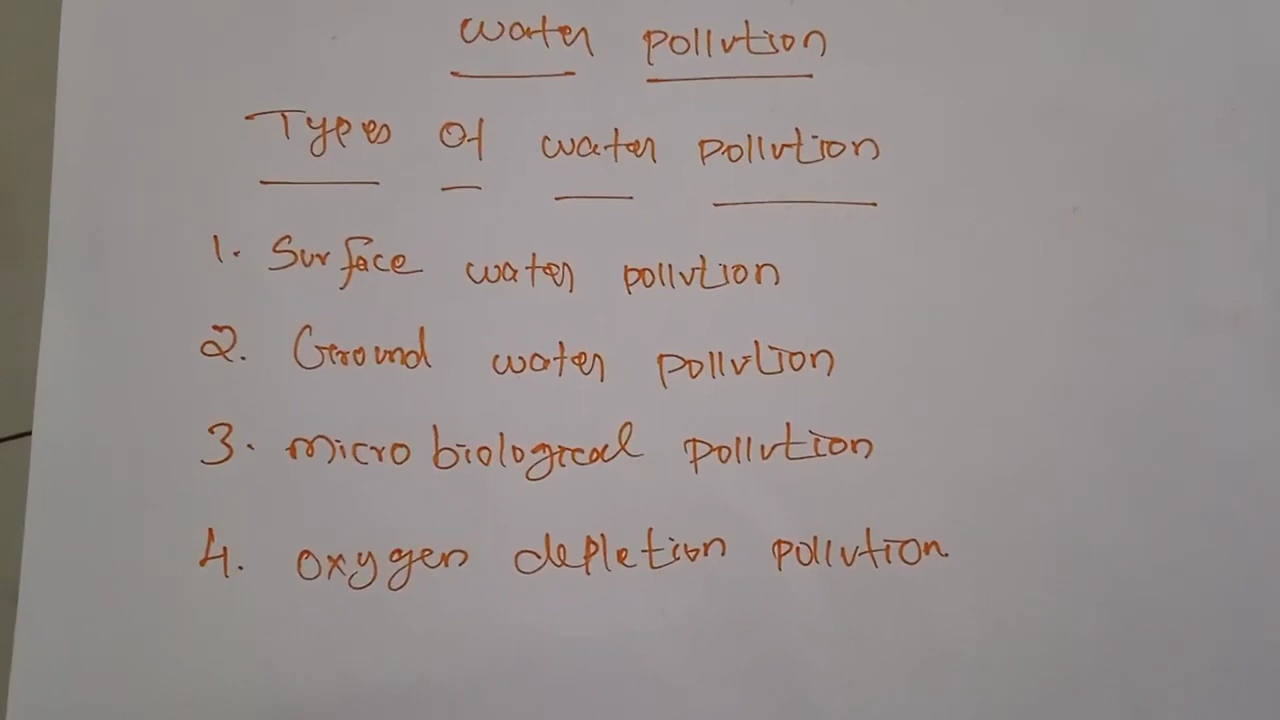 water pollution
Types of water pollution
1. Surface water pollution
2. Ground water pollution
3. micro biological pollution
4. oxygen depletion pollution.